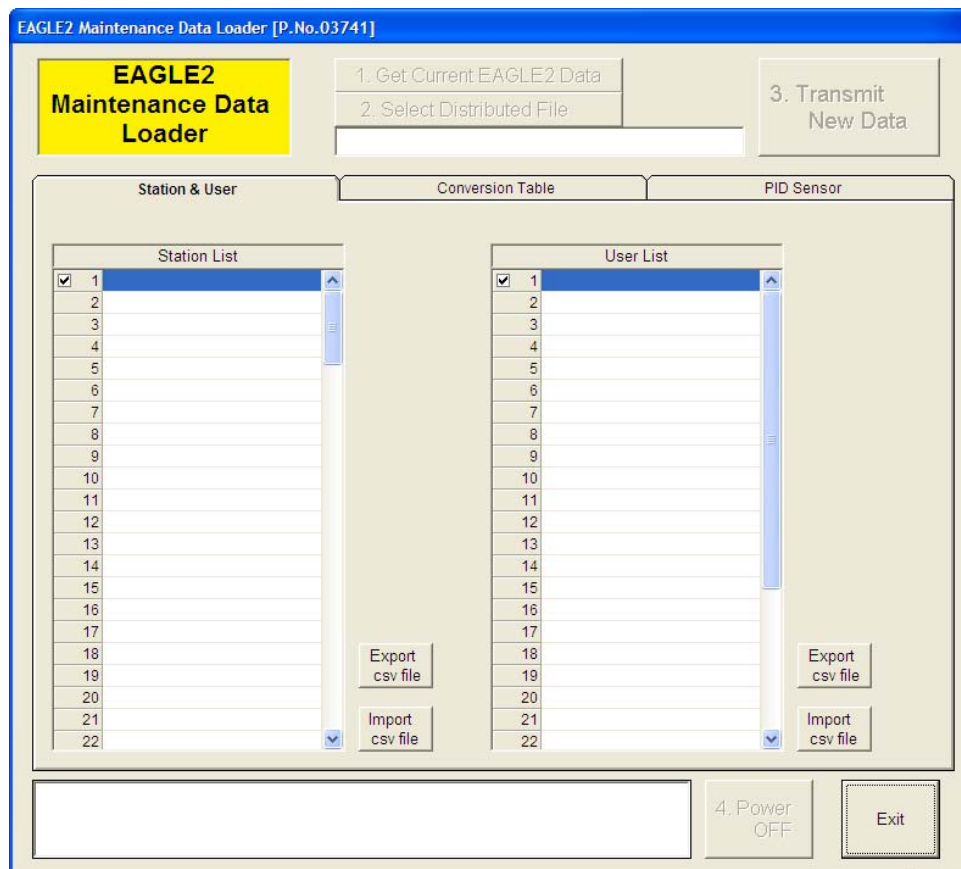 EAGLE2 Maintenance Data Loader [P.No.03741]
EAGLE2
Maintenance Data
Loader
1. Get Current EAGLE2 Data
2. Select Distributed File
3. Transmit
New Data
Station & User
Conversion Table
PID Sensor
Station List
1
2
3
4
5
6
7
8
9
10
11
12
13
14
15
16
17
18
19
20
21
22
Export
csv file
Import
csv file
User List
1
2
3
4
5
6
7
8
9
10
11
12
13
14
15
16
17
18
19
20
21
22
Export
csv file
Import
csv file
4. Power
OFF
Exit